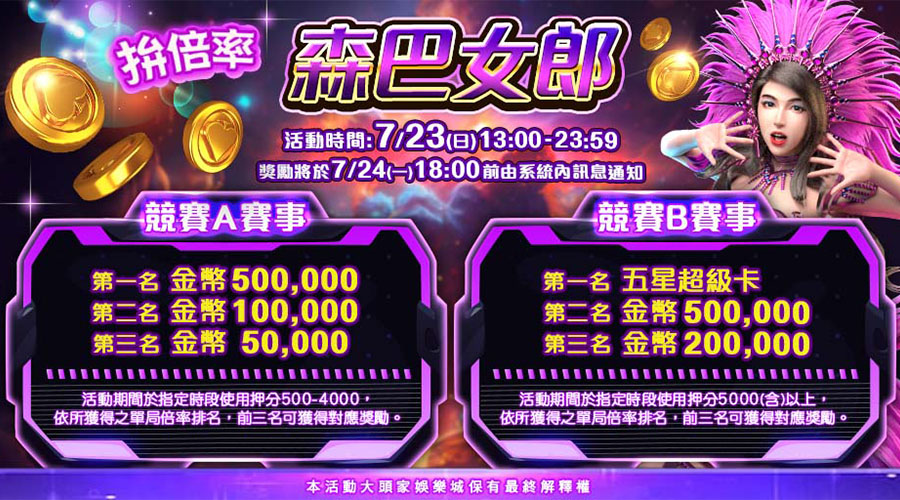 拚倍率
森巴女郎
活動時間:7/23(日)13:00-23:59
獎勵將於7/24(一)18:00前由系統內訊息通知
競賽A賽事
第一名 金幣500,000
第二名 金幣100,000
第三名 金幣 50,000
活動期間於指定時段使用押分500-4000，
依所獲得之單局倍率排名，前三名可獲得對應獎勵。
競賽B賽事
第一名 五星超級卡
第二名 金幣500,000
第三名 金幣200,000
活動期間於指定時段使用押分5000(含)以上，
依所獲得之單局倍率排名，前三名可獲得對應獎勵。
本活動大頭家娛樂城保有最終解釋權